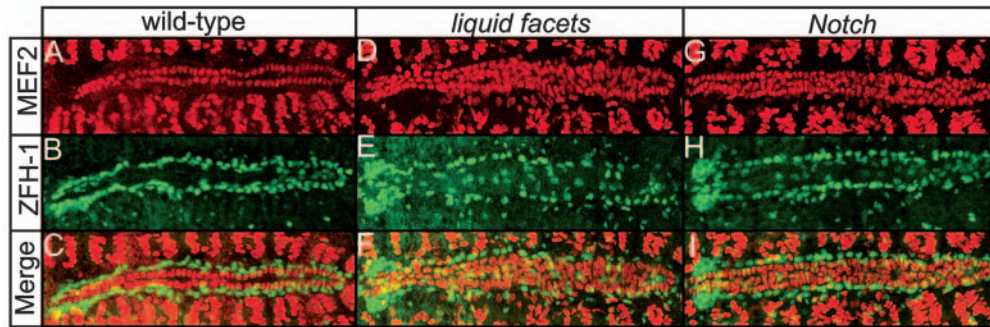 wild-type liquid facets Notch
MEF2 A D G
ZFH-1 B E H
Merge C F I